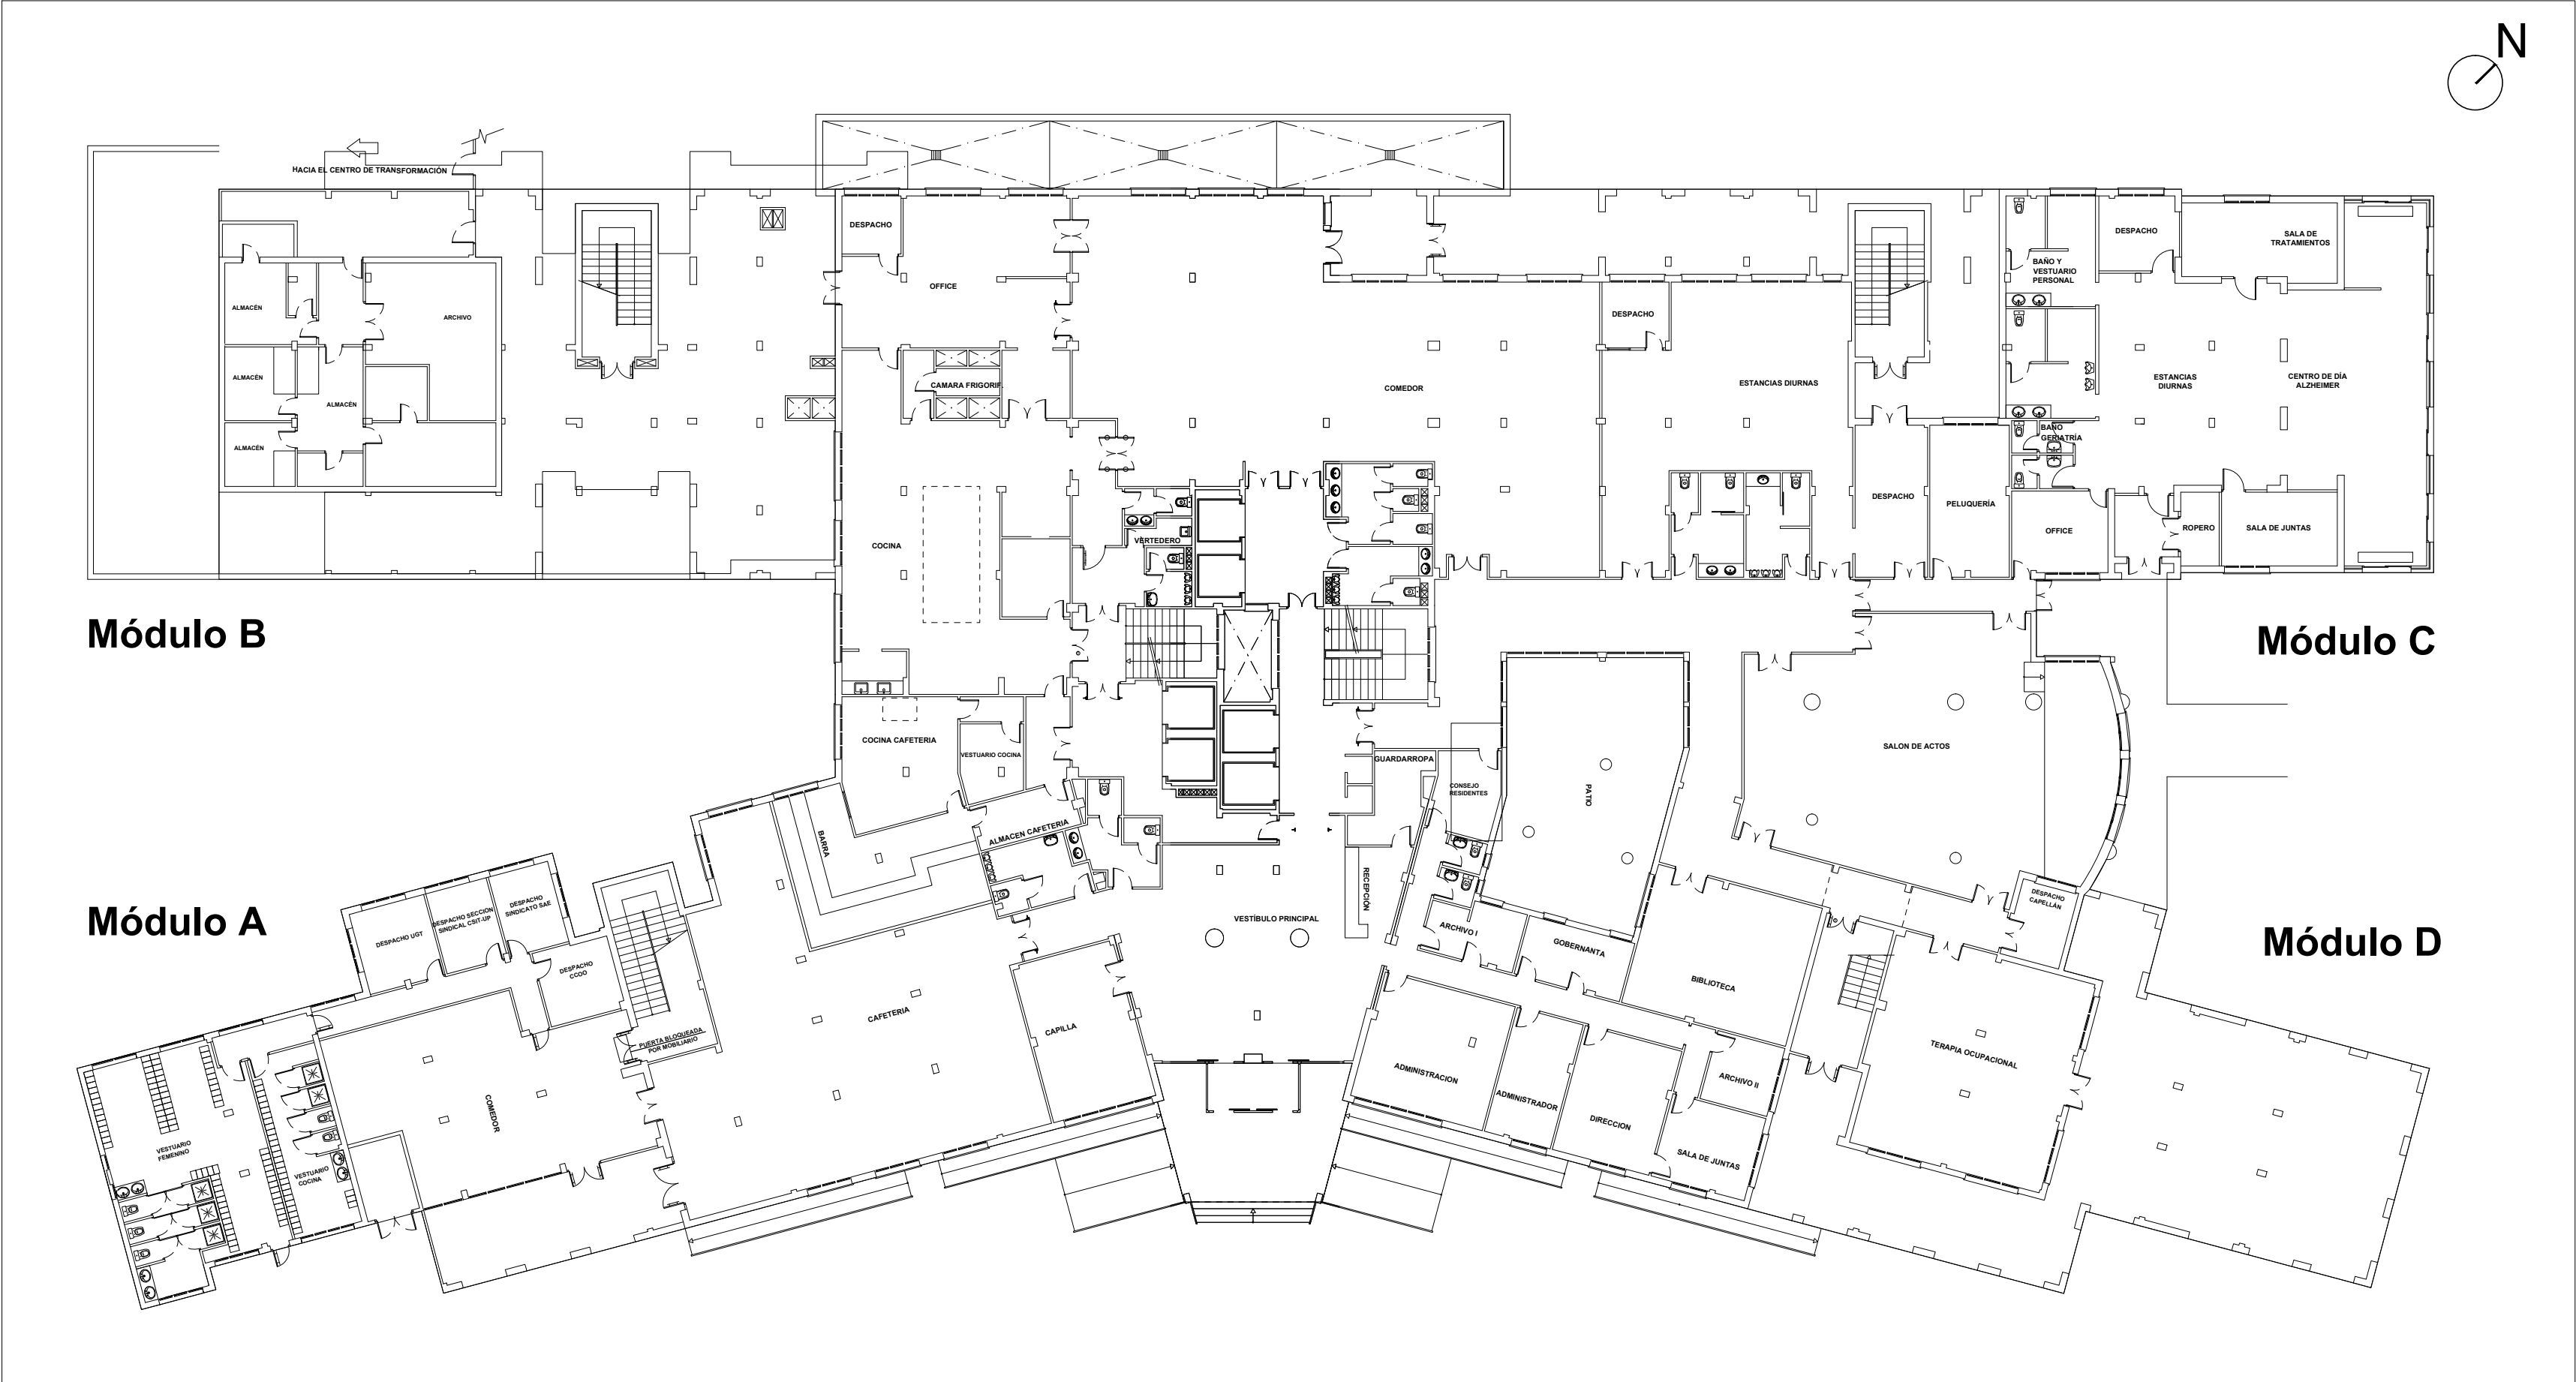 N
HACIA EL CENTRO DE TRANSFORMACIÓN
DESPACHO
OFFICE
ALMACÉN
ARCHIVO
ALMACÉN
ALMACÉN
ALMACÉN
CAMARA FRIGORIF.
COMEDOR
DESPACHO
ESTANCIAS DIURNAS
BAÑO Y
VESTUARIO
PERSONAL
DESPACHO
SALA DE
TRATAMIENTOS
ESTANCIAS
DIURNAS
CENTRO DE DÍA
ALZHEIMER
BAÑO
GERIATRÍA
COCINA
VERTEDERO
DESPACHO
PELUQUERÍA
OFFICE
ROPERO
SALA DE JUNTAS
Módulo B
Módulo C
COCINA CAFETERIA
VESTUARIO COCINA
GUARDARROPA
CONSEJO
RESIDENTES
PATIO
SALON DE ACTOS
BARRA
ALMACEN CAFETERIA
RECEPCIÓN
VESTÍBULO PRINCIPAL
Módulo A
DESPACHO UGT
DESPACHO SECCION
SINDICAL CSIT-UP
DESPACHO
SINDICATO SAE
DESPACHO
CCOO
PUERTA BLOQUEADA
POR MOBILIARIO
CAFETERIA
CAPILLA
ARCHIVO I
GOBERNANTA
BIBLIOTECA
DESPACHO
CAPELLÁN
Módulo D
TERAPIA OCUPACIONAL
ADMINISTRACION
ADMINISTRADOR
DIRECCION
ARCHIVO II
SALA DE JUNTAS
COMEDOR
VESTUARIO
FEMENINO
VESTUARIO
COCINA